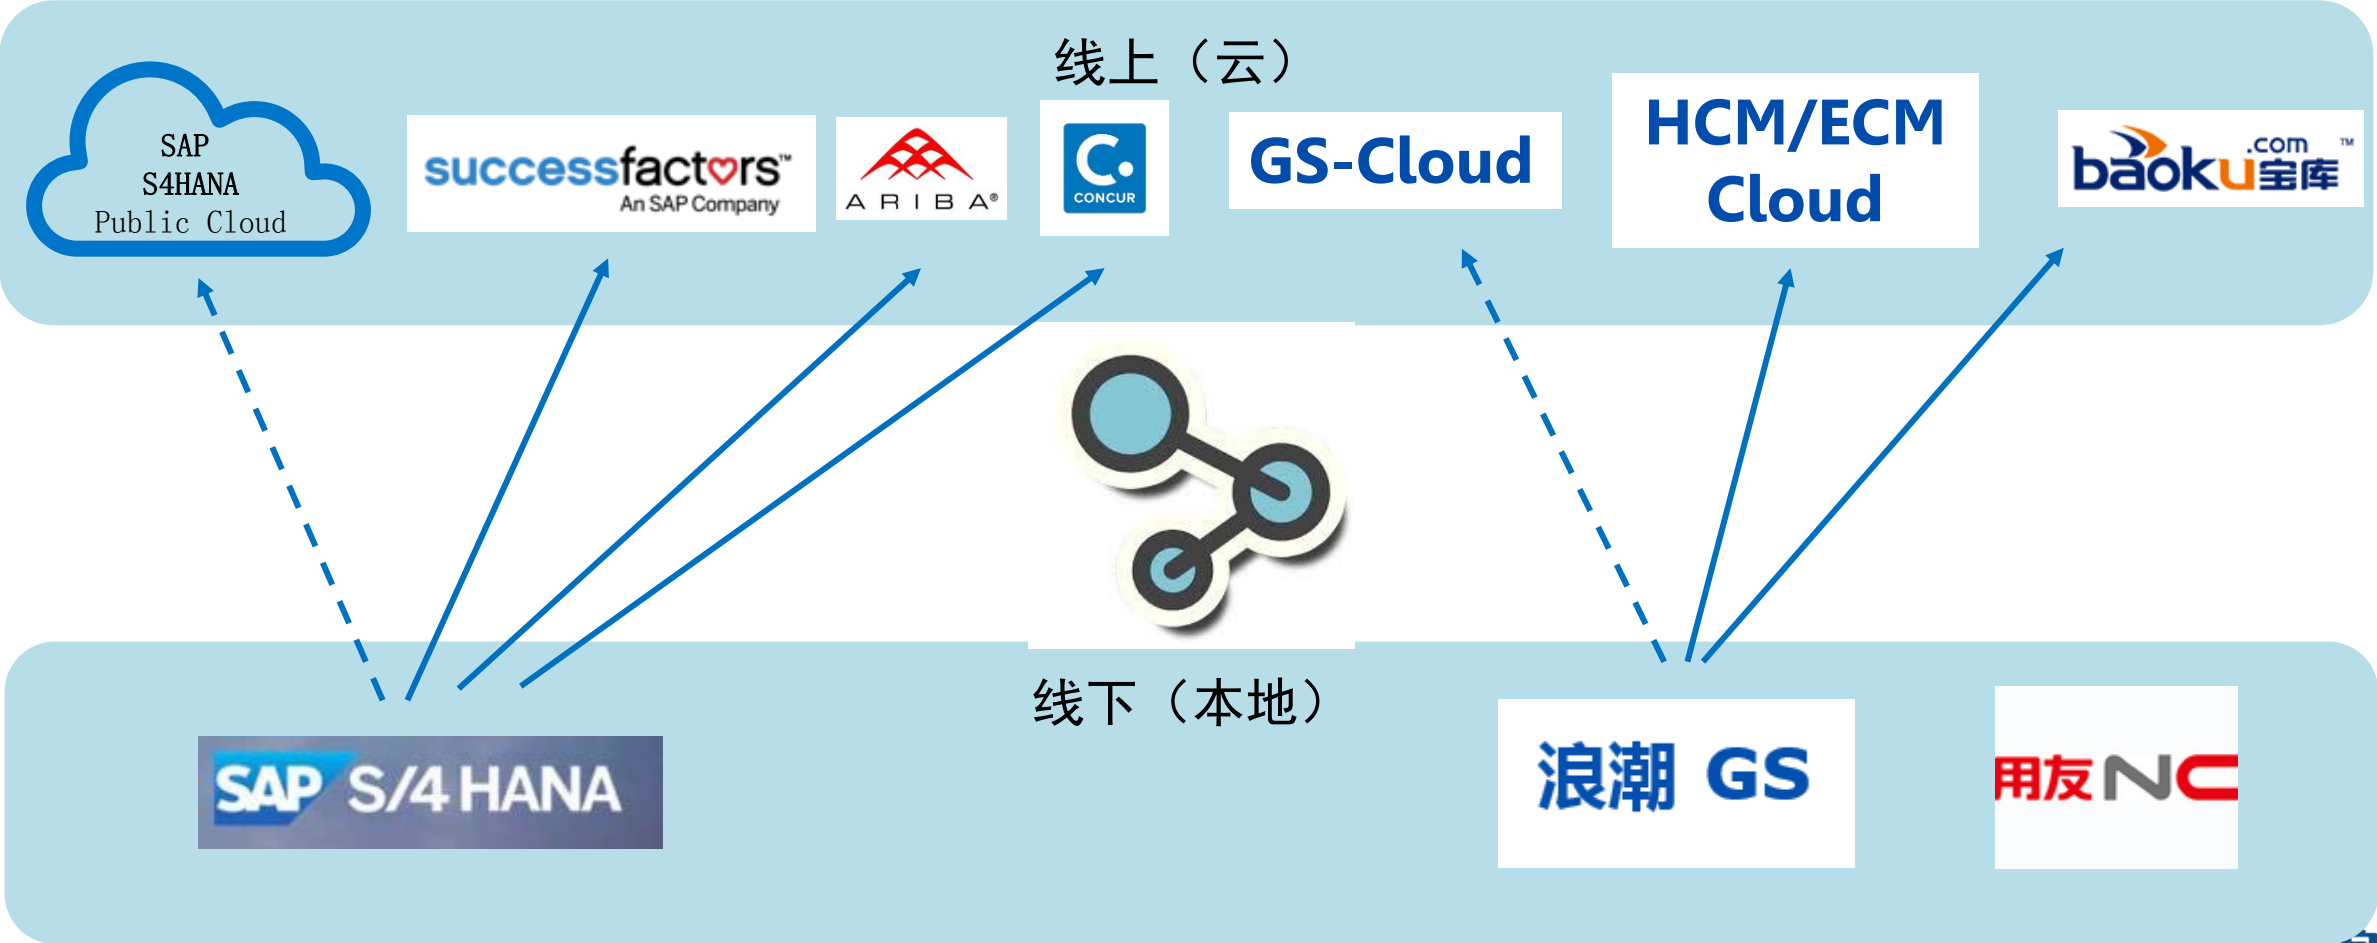 线上（云）
SAP
S4HANA
Public Cloud
successfactors™
An SAP Company
ARIBA®
C.
CONCUR
GS-Cloud
HCM/ECM
Cloud
baoku.com宝库™
线下（本地）
SAP S/4HANA
浪潮 GS
用友NC